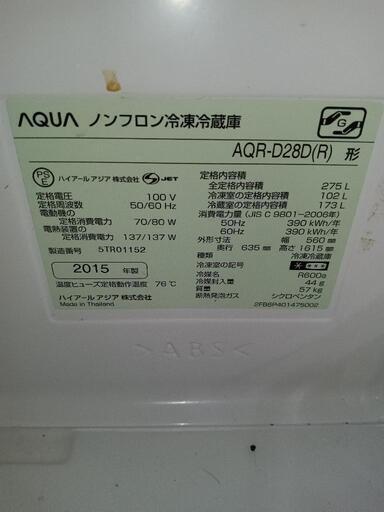 AQUA ノンフロン冷凍冷蔵庫
G
AQR-D28D(R) 形
PS
E
ハイアール アジア 株式会社 S JET
定格電圧 100 V
定格周波数 50/60 Hz
電動機の
定格消費電力 70/80 W
電熱装置の
定格消費電力 137/137 W
製造番号 5TR01152
2015 年製
温度ヒューズ定格動作温度 76℃
ハイアール アジア 株式会社
Made in Thailand
定格内容積
全定格内容積 275 L
冷凍室の定格内容積 102 L
冷蔵室の定格内容積 173 L
消費電力量 (JIS C 9801-2006年)
50Hz 390 kWh/年
60Hz 390 kWh/年
外形寸法 幅 560 mm
奥行 635 mm 高さ 1615 mm
種類 冷凍冷蔵庫
冷凍室の記号
冷媒名 R600a
冷媒封入量 44 g
質量 57 kg
断熱発泡ガス シクロペンタン
2FB6P401475002
>ABS<